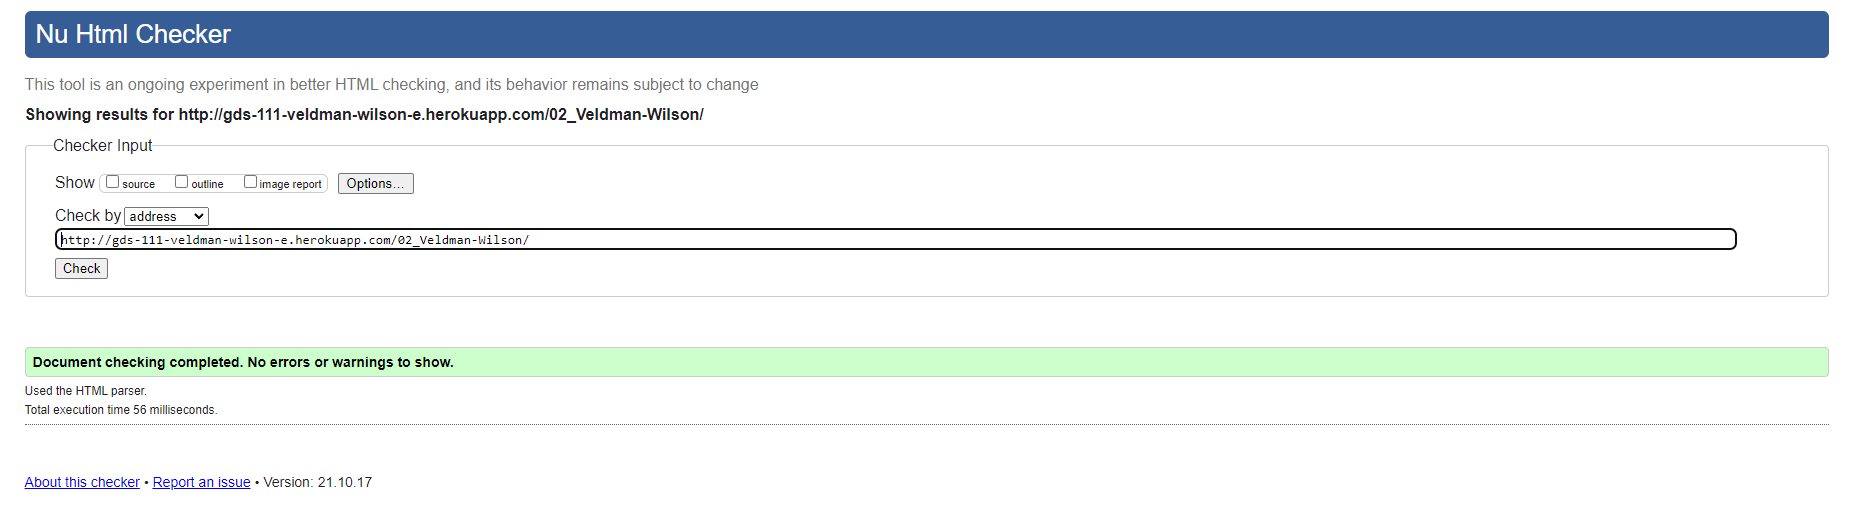 Nu Html Checker
This tool is an ongoing experiment in better HTML checking, and its behavior remains subject to change
Showing results for http://gds-111-veldman-wilson-e.herokuapp.com/02_Veldman-Wilson/
Checker Input
Show source outline image report Options...
Check by address
http://gds-111-veldman-wilson-e.herokuapp.com/02_Veldman-Wilson/
Check
Document checking completed. No errors or warnings to show.
Used the HTML parser.
Total execution time 56 milliseconds.
About this checker • Report an issue • Version: 21.10.17